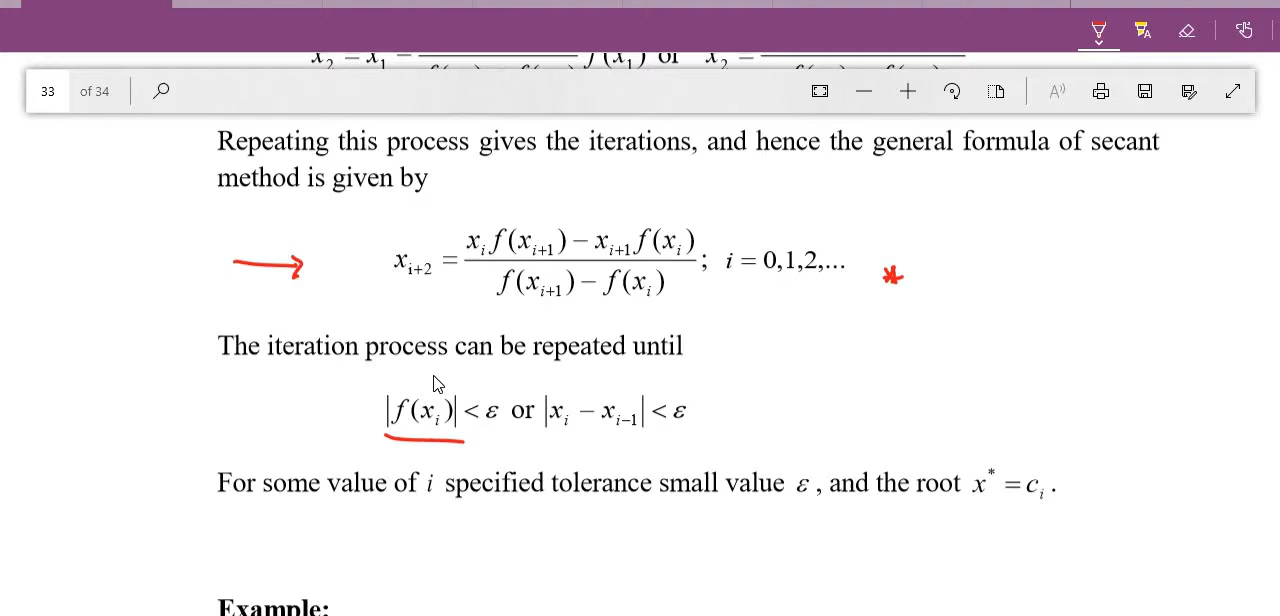 33 of 34
Repeating this process gives the iterations, and hence the general formula of secant
method is given by
x_{i+2} = \frac{x_i f(x_{i+1}) − x_{i+1} f(x_i)}{f(x_{i+1}) − f(x_i)}; i = 0,1,2,... *
The iteration process can be repeated until
|f(x_i)| < ε or |x_i − x_{i−1}| < ε
For some value of i specified tolerance small value ε , and the root x^* = c_i .
Example: